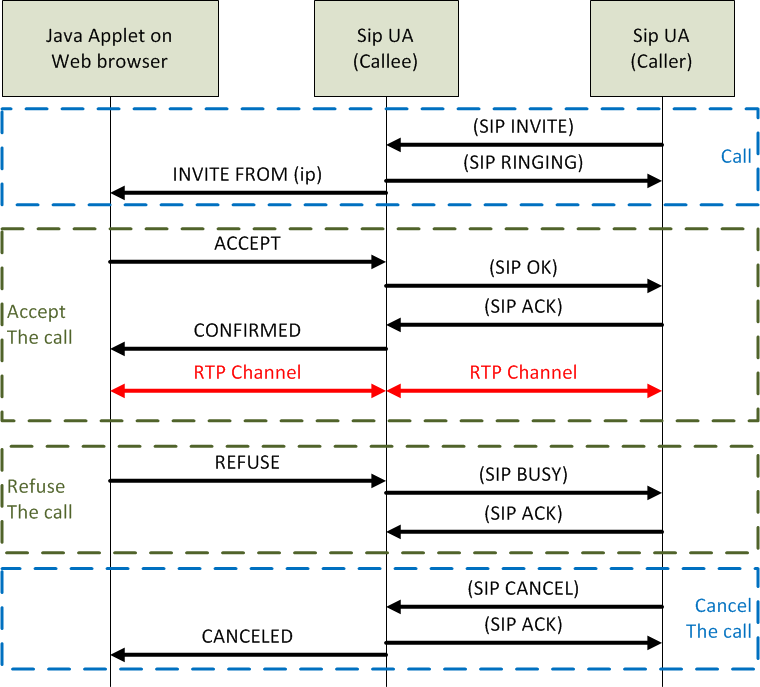 Java Applet on
Web browser
Sip UA
(Callee)
Sip UA
(Caller)
(SIP INVITE)
Call
(SIP RINGING)
INVITE FROM (ip)
ACCEPT
(SIP OK)
Accept
The call
(SIP ACK)
CONFIRMED
RTP Channel
RTP Channel
REFUSE
(SIP BUSY)
Refuse
The call
(SIP ACK)
(SIP CANCEL)
Cancel
The call
(SIP ACK)
CANCELED